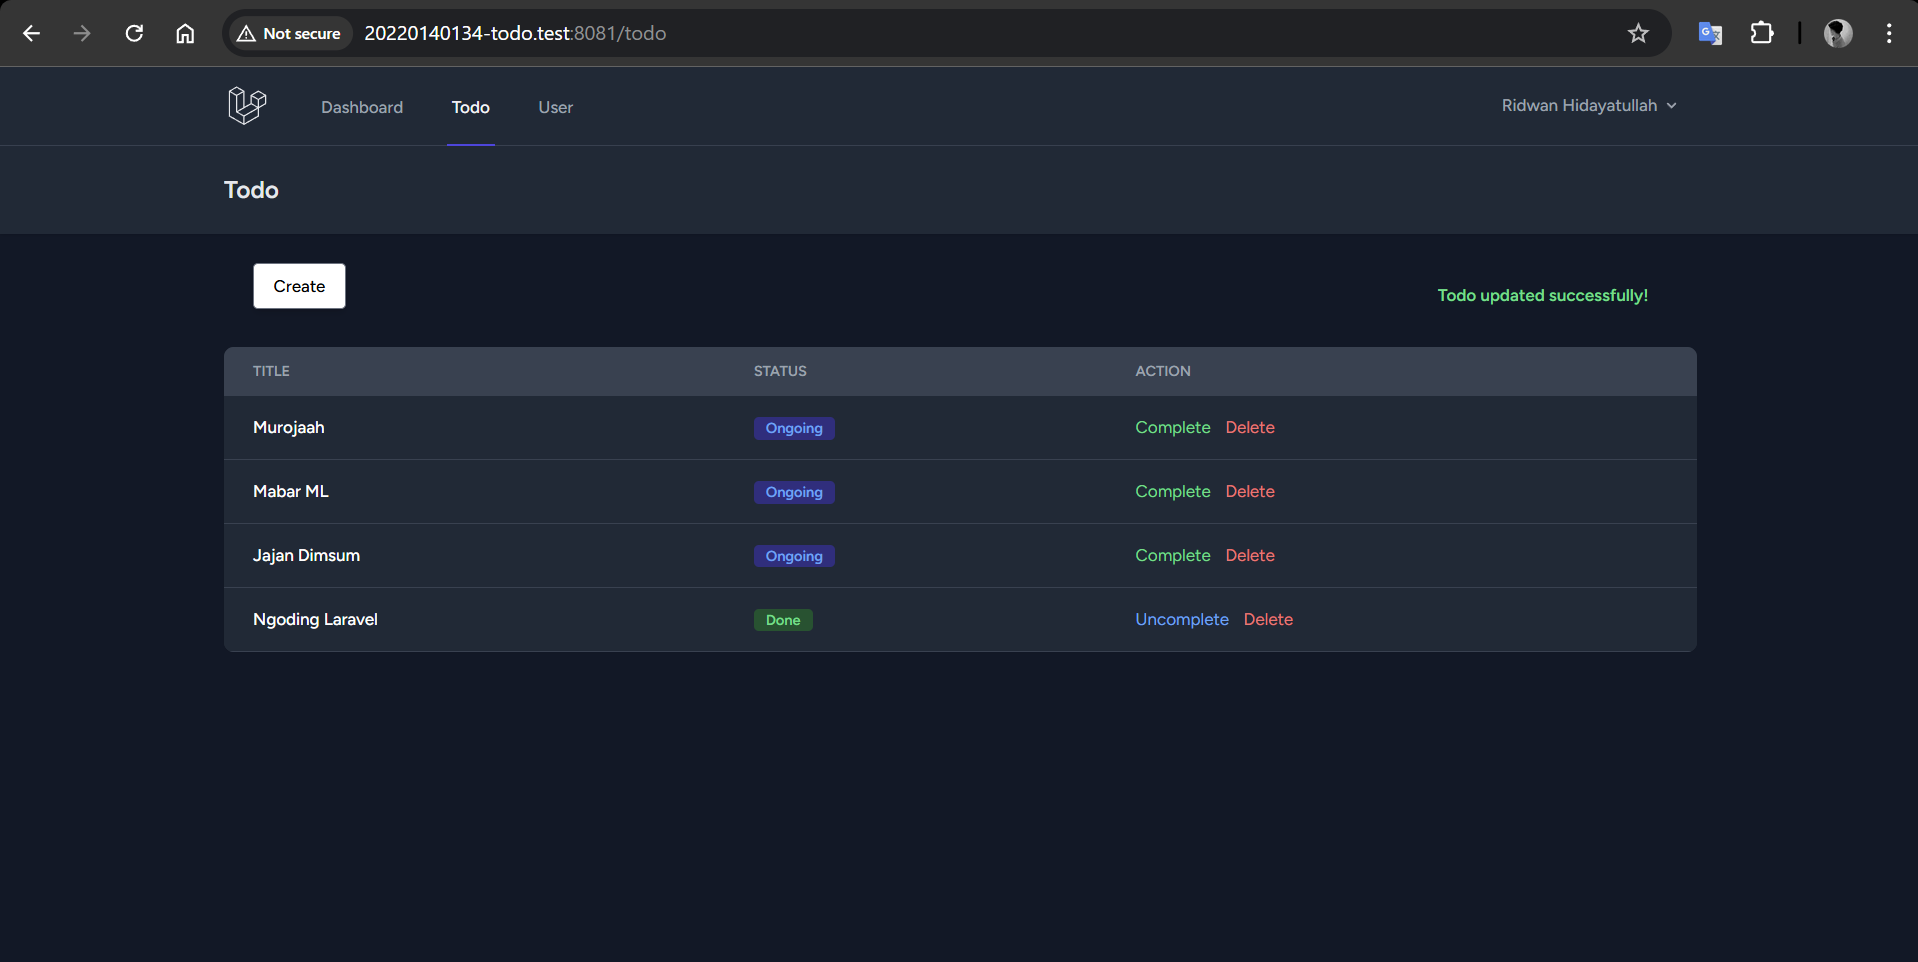 Not secure 20220140134-todo.test:8081/todo
Dashboard Todo User Ridwan Hidayatullah
Todo
Create
Todo updated successfully!
TITLE STATUS ACTION
Murojaah Ongoing Complete Delete
Mabar ML Ongoing Complete Delete
Jajan Dimsum Ongoing Complete Delete
Ngoding Laravel Done Uncomplete Delete